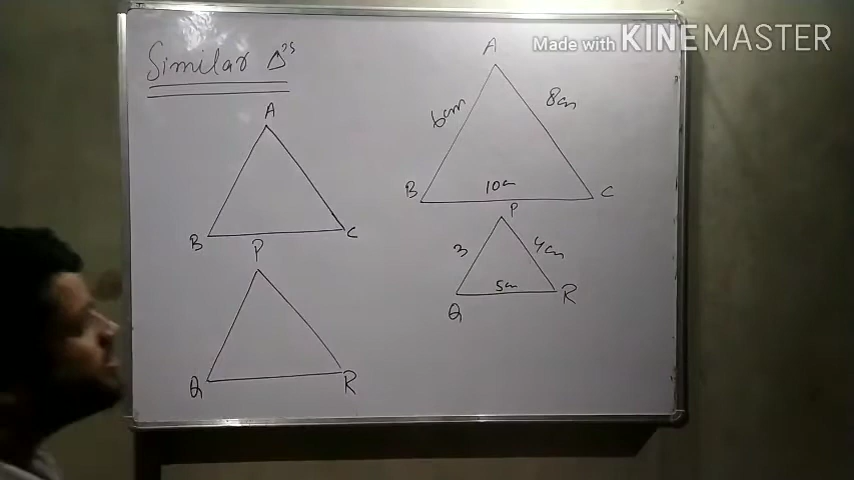 Similar Δ's
A
B
C
P
Q
R
Made with KINEMASTER
A
6cm
8cm
B
10cm
C
P
3
4cm
5cm
Q
R